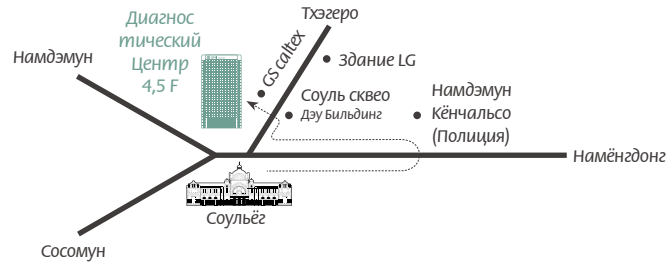 Диагнос
тический
Центр
4,5 F
Тхэгеро
Намдэмун
GS caltex
Здание LG
Соуль сквео
Дэу Бильдинг
Намдэмун
Кёнчальсо
(Полиция)
Намёнгдонг
Соульёг
Сосомун